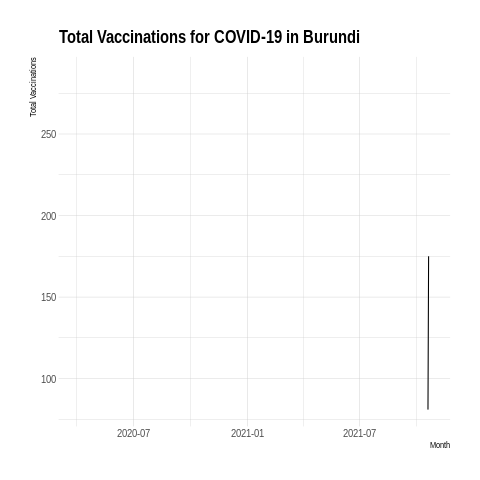 Total Vaccinations for COVID-19 in Burundi
Total Vaccinations
250
200
150
100
2020-07 2021-01 2021-07
Month